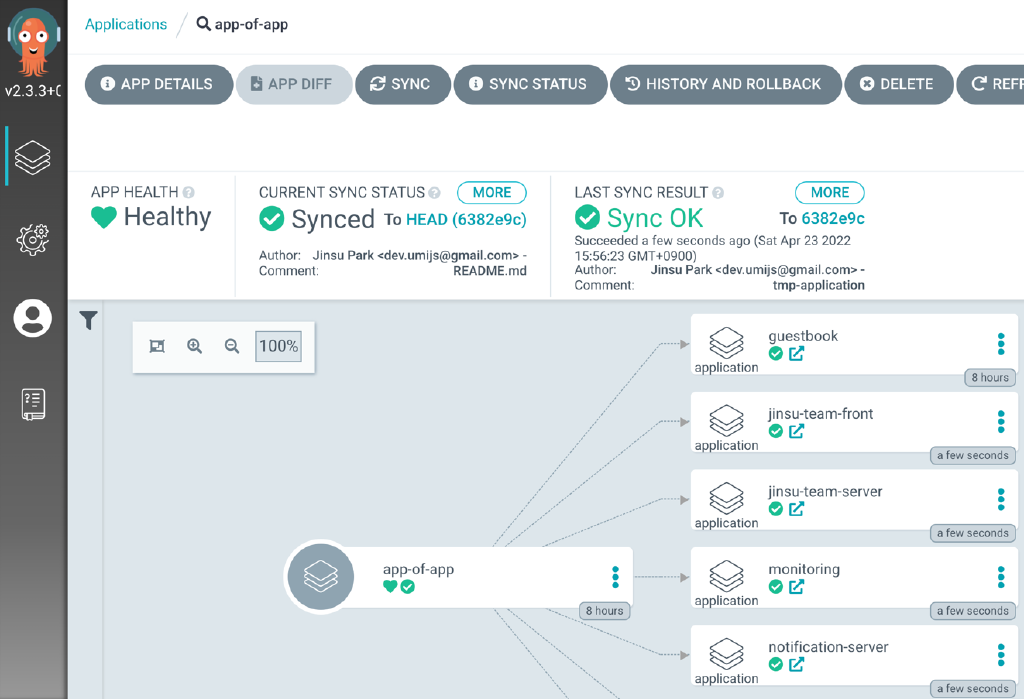 Applications / app-of-app
v2.3.3+0
APP DETAILS APP DIFF SYNC SYNC STATUS HISTORY AND ROLLBACK DELETE REFR
APP HEALTH
Healthy
CURRENT SYNC STATUS MORE
Synced To HEAD (6382e9c)
Author: Jinsu Park <dev.umijs@gmail.com> -
Comment: README.md
LAST SYNC RESULT MORE
Sync OK To 6382e9c
Succeeded a few seconds ago (Sat Apr 23 2022
15:56:23 GMT+0900)
Author: Jinsu Park <dev.umijs@gmail.com> -
Comment: tmp-application
100%
app-of-app
8 hours
guestbook
application
8 hours
jinsu-team-front
application
a few seconds
jinsu-team-server
application
a few seconds
monitoring
application
a few seconds
notification-server
application
a few seconds